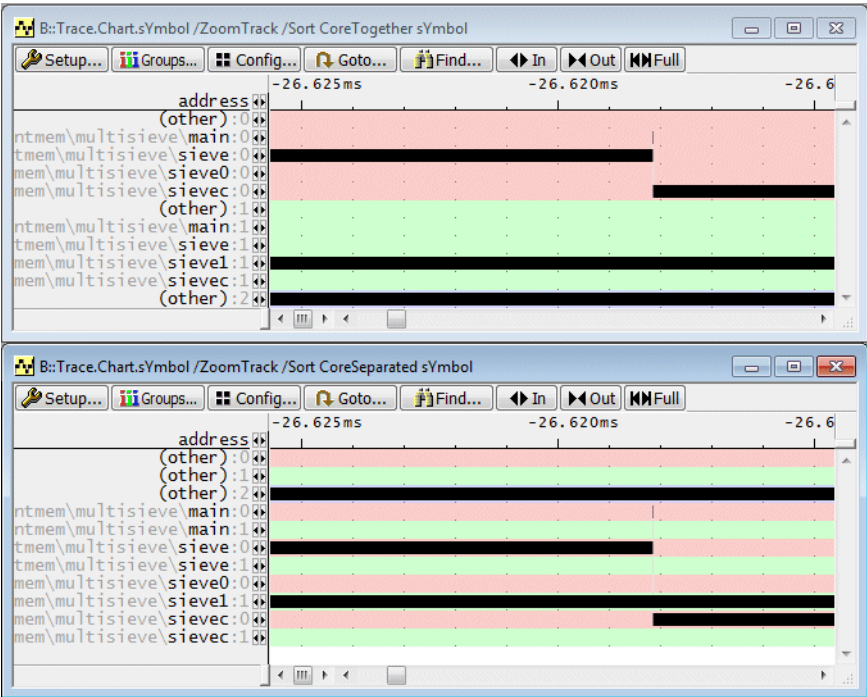 B::Trace.Chart.sYmbol /ZoomTrack /Sort CoreTogether sYmbol
Setup... Groups... Config... Goto... Find... In Out Full
-26.625ms -26.620ms -26.6
address
(other):0
ntmem\multisieve\main:0
tmem\multisieve\sieve:0
mem\multisieve\sieve0:0
mem\multisieve\sievec:0
(other):1
ntmem\multisieve\main:1
tmem\multisieve\sieve:1
mem\multisieve\sieve1:1
mem\multisieve\sievec:1
(other):2
B::Trace.Chart.sYmbol /ZoomTrack /Sort CoreSeparated sYmbol
Setup... Groups... Config... Goto... Find... In Out Full
-26.625ms -26.620ms -26.6
address
(other):0
(other):1
(other):2
ntmem\multisieve\main:0
ntmem\multisieve\main:1
tmem\multisieve\sieve:0
tmem\multisieve\sieve:1
mem\multisieve\sieve0:0
mem\multisieve\sieve1:1
mem\multisieve\sievec:0
mem\multisieve\sievec:1